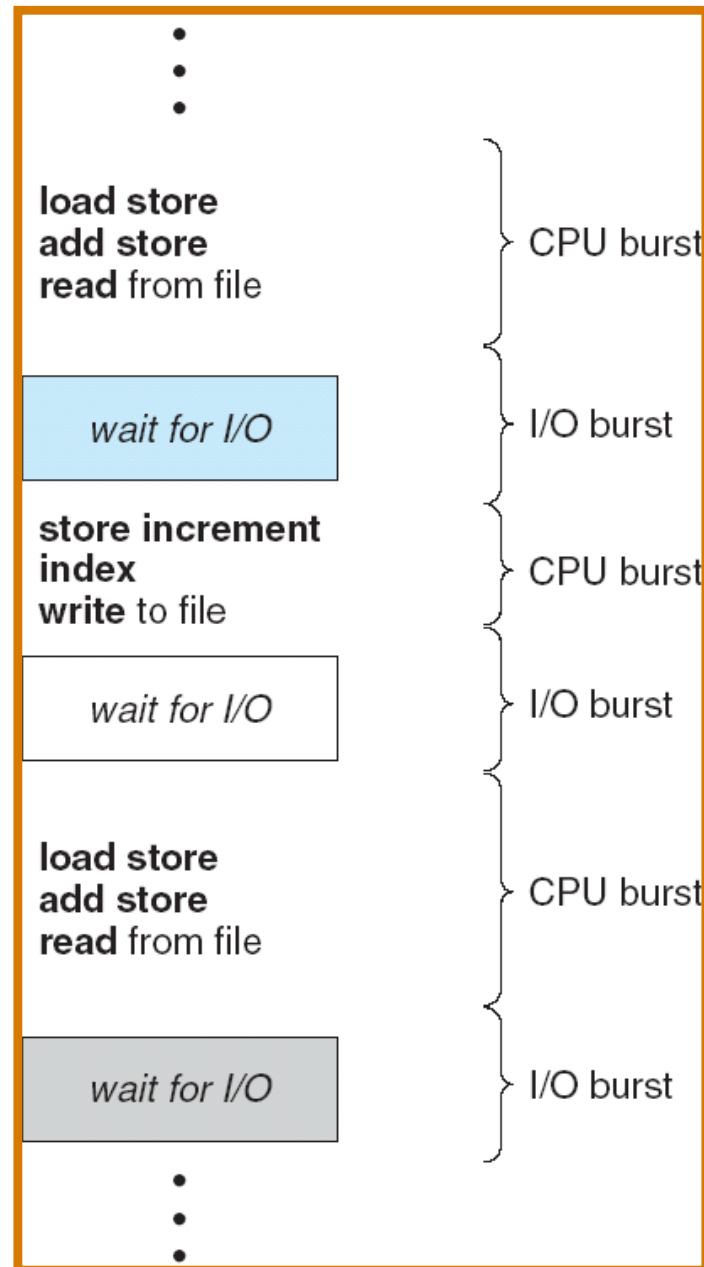 load store
add store
read from file
CPU burst
wait for I/O
I/O burst
store increment
index
write to file
CPU burst
wait for I/O
I/O burst
load store
add store
read from file
CPU burst
wait for I/O
I/O burst